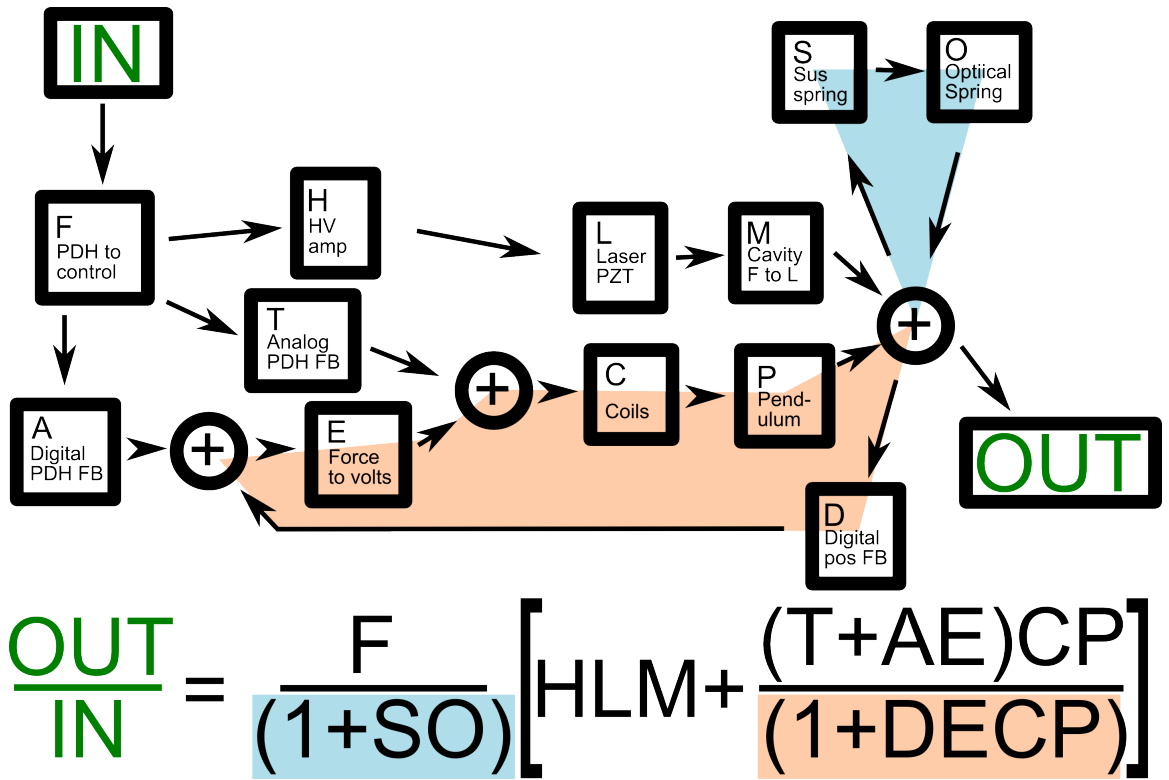 IN
S
Sus
spring
O
Optiical
Spring
F
PDH to
control
H
HV
amp
L
Laser
PZT
M
Cavity
F to L
T
Analog
PDH FB
+
A
Digital
PDH FB
+
E
Force
to volts
+
C
Coils
P
Pend-
ulum
OUT
D
Digital
pos FB
OUT/IN = F/(1+SO) [HLM+ (T+AE)CP/(1+DECP)]